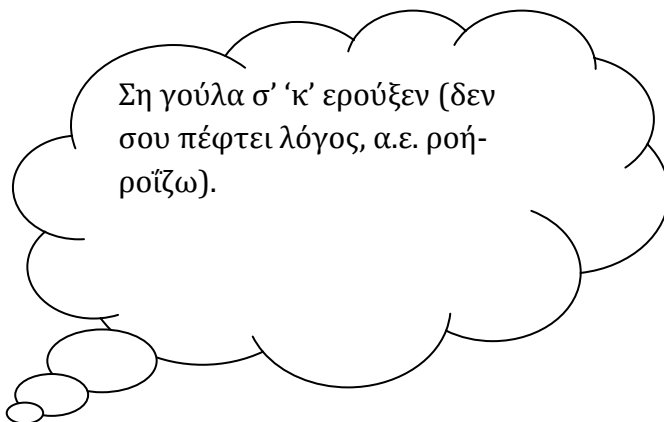 Ση γούλα σ’ ‘κ’ ερούξεν (δεν
σου πέφτει λόγος, α.ε. ροή-
ροΐζω).